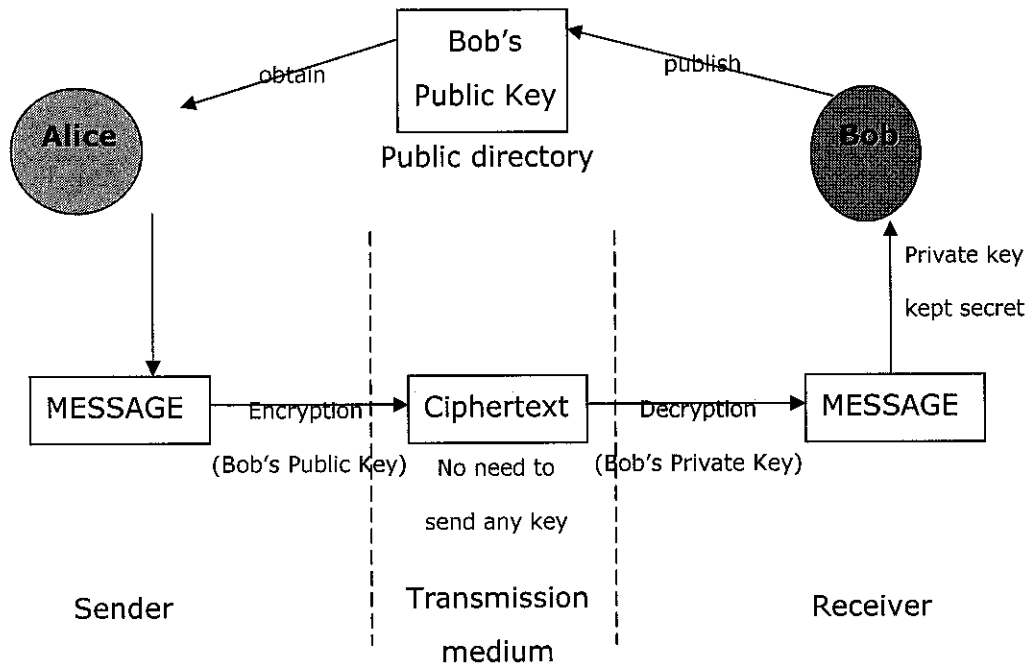 Bob's
Public Key
obtain
publish
Alice
Bob
Public directory
Private key
kept secret
MESSAGE
Encryption
Ciphertext
Decryption
MESSAGE
(Bob's Public Key)
No need to
(Bob's Private Key)
send any key
Sender
Transmission
medium
Receiver